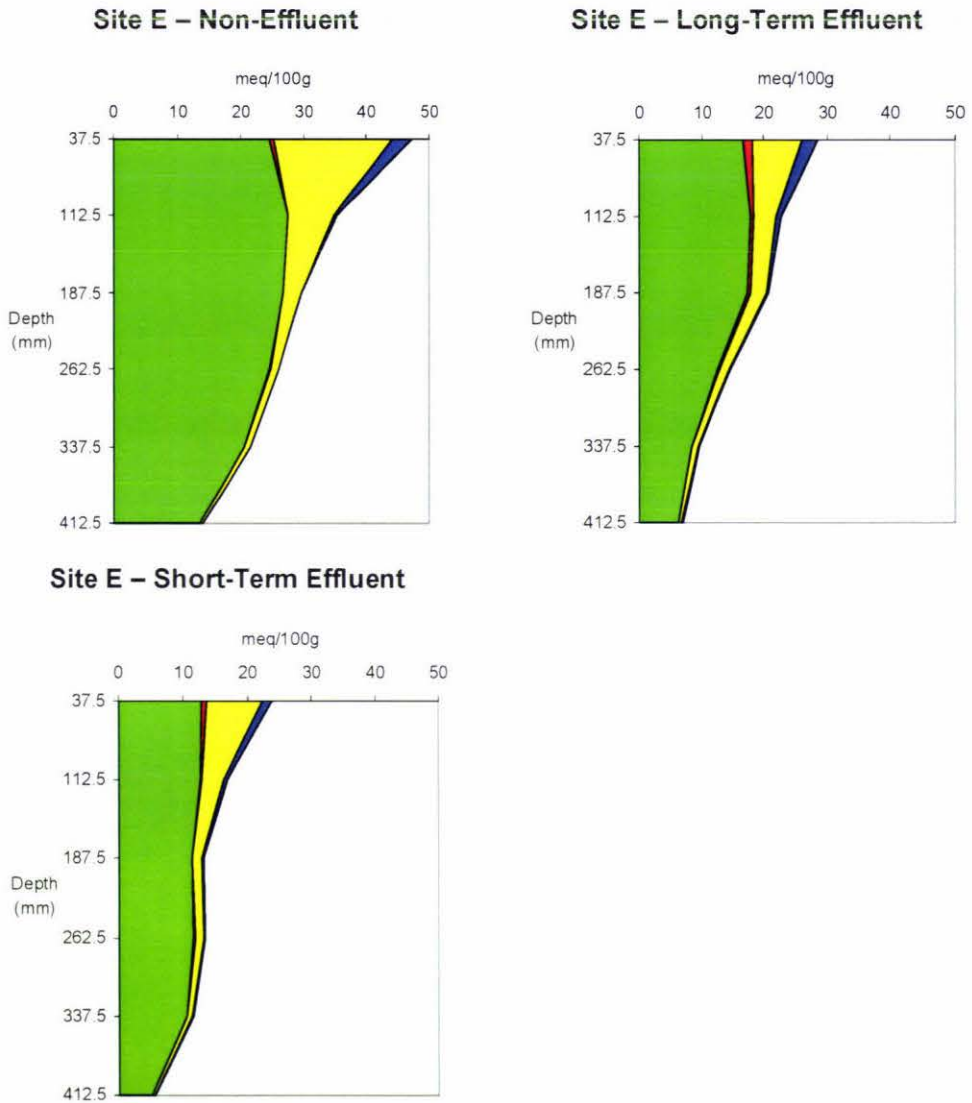 Site E – Non-Effluent
meq/100g
0 10 20 30 40 50
37.5
112.5
187.5
Depth
(mm)
262.5
337.5
412.5
Site E – Long-Term Effluent
meq/100g
0 10 20 30 40 50
37.5
112.5
187.5
Depth
(mm)
262.5
337.5
412.5
Site E – Short-Term Effluent
meq/100g
0 10 20 30 40 50
37.5
112.5
187.5
Depth
(mm)
262.5
337.5
412.5